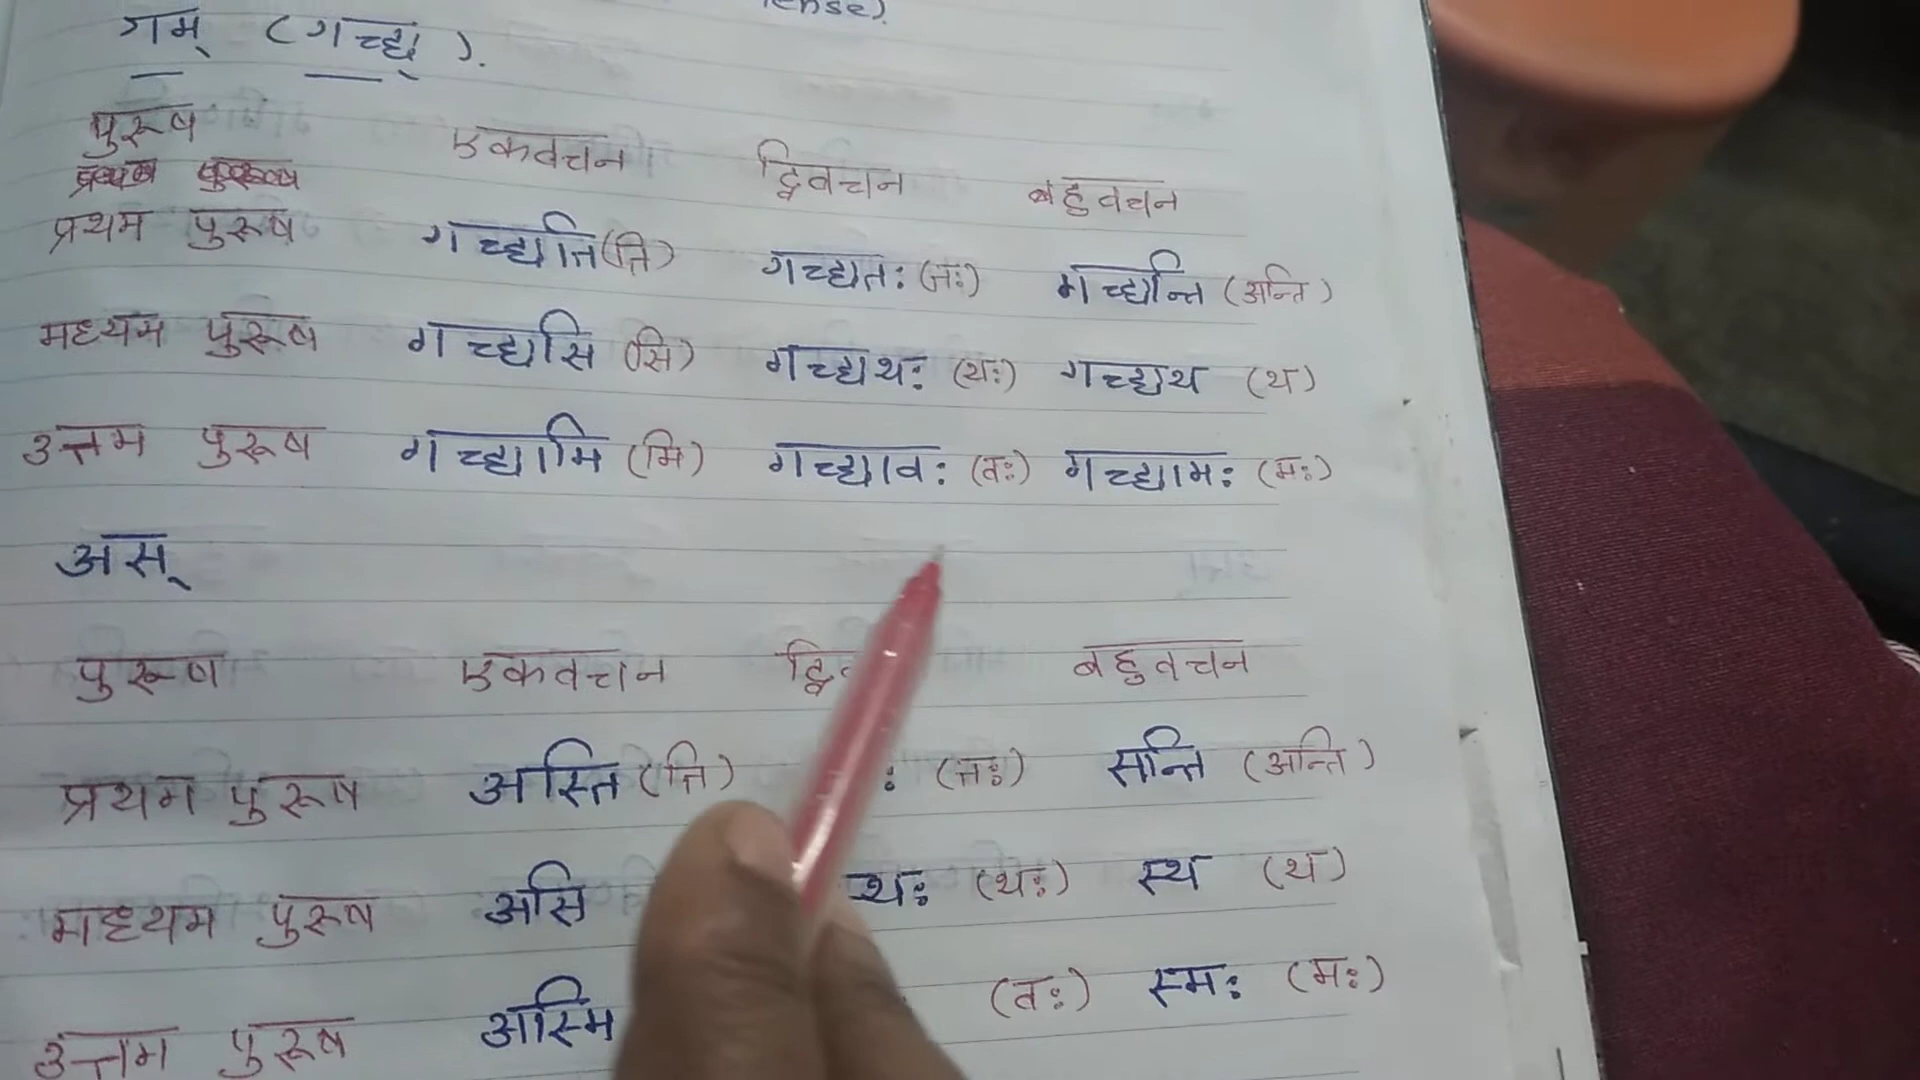 ense).
गम् (गच्छ्).
पुरूष एकवचन द्विवचन बहुवचन
प्रथम पुरूष गच्छति (ति) गच्छतः (तः) गच्छन्ति (अन्ति)
मध्यम पुरूष गच्छसि (सि) गच्छथः (थः) गच्छथ (थ)
उत्तम पुरूष गच्छामि (मि) गच्छावः (वः) गच्छामः (मः)
अस्
पुरूष एकवचन द्वि बहुवचन
प्रथम पुरूष अस्ति (ति) : (तः) सन्ति (अन्ति)
मध्यम पुरूष असि थः (थः) स्थ (थ)
उत्तम पुरूष अस्मि (वः) स्मः (मः)